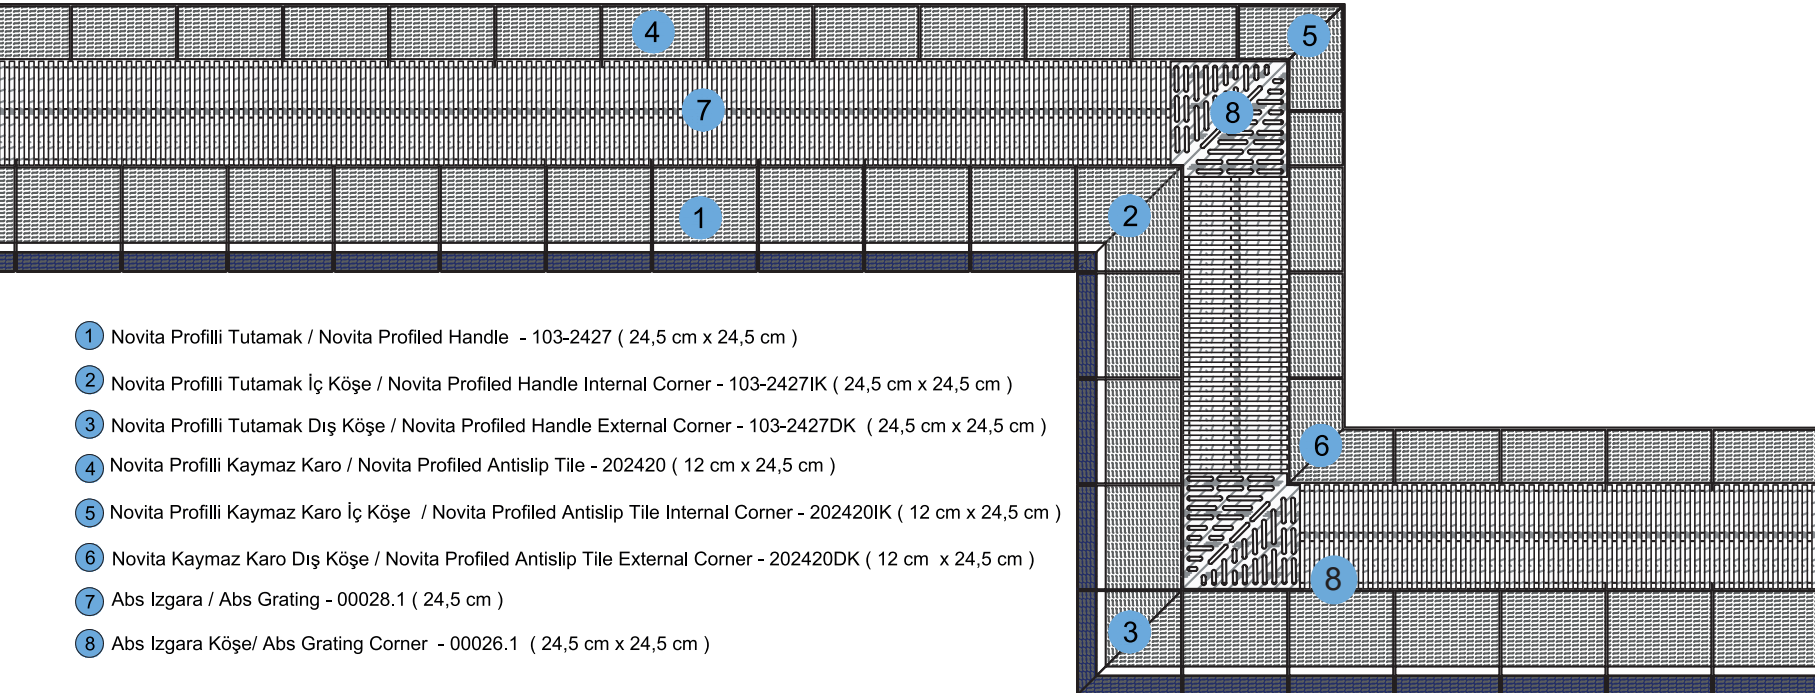 4
5
7
8
1
2
1 Novita Profilli Tutamak / Novita Profiled Handle - 103-2427 ( 24,5 cm x 24,5 cm )
2 Novita Profilli Tutamak İç Köşe / Novita Profiled Handle Internal Corner - 103-2427IK ( 24,5 cm x 24,5 cm )
3 Novita Profilli Tutamak Dış Köşe / Novita Profiled Handle External Corner - 103-2427DK ( 24,5 cm x 24,5 cm )
6
4 Novita Profilli Kaymaz Karo / Novita Profiled Antislip Tile - 202420 ( 12 cm x 24,5 cm )
5 Novita Profilli Kaymaz Karo İç Köşe / Novita Profiled Antislip Tile Internal Corner - 202420IK ( 12 cm x 24,5 cm )
6 Novita Kaymaz Karo Dış Köşe / Novita Profiled Antislip Tile External Corner - 202420DK ( 12 cm x 24,5 cm )
8
7 Abs Izgara / Abs Grating - 00028.1 ( 24,5 cm )
3
8 Abs Izgara Köşe/ Abs Grating Corner - 00026.1 ( 24,5 cm x 24,5 cm )